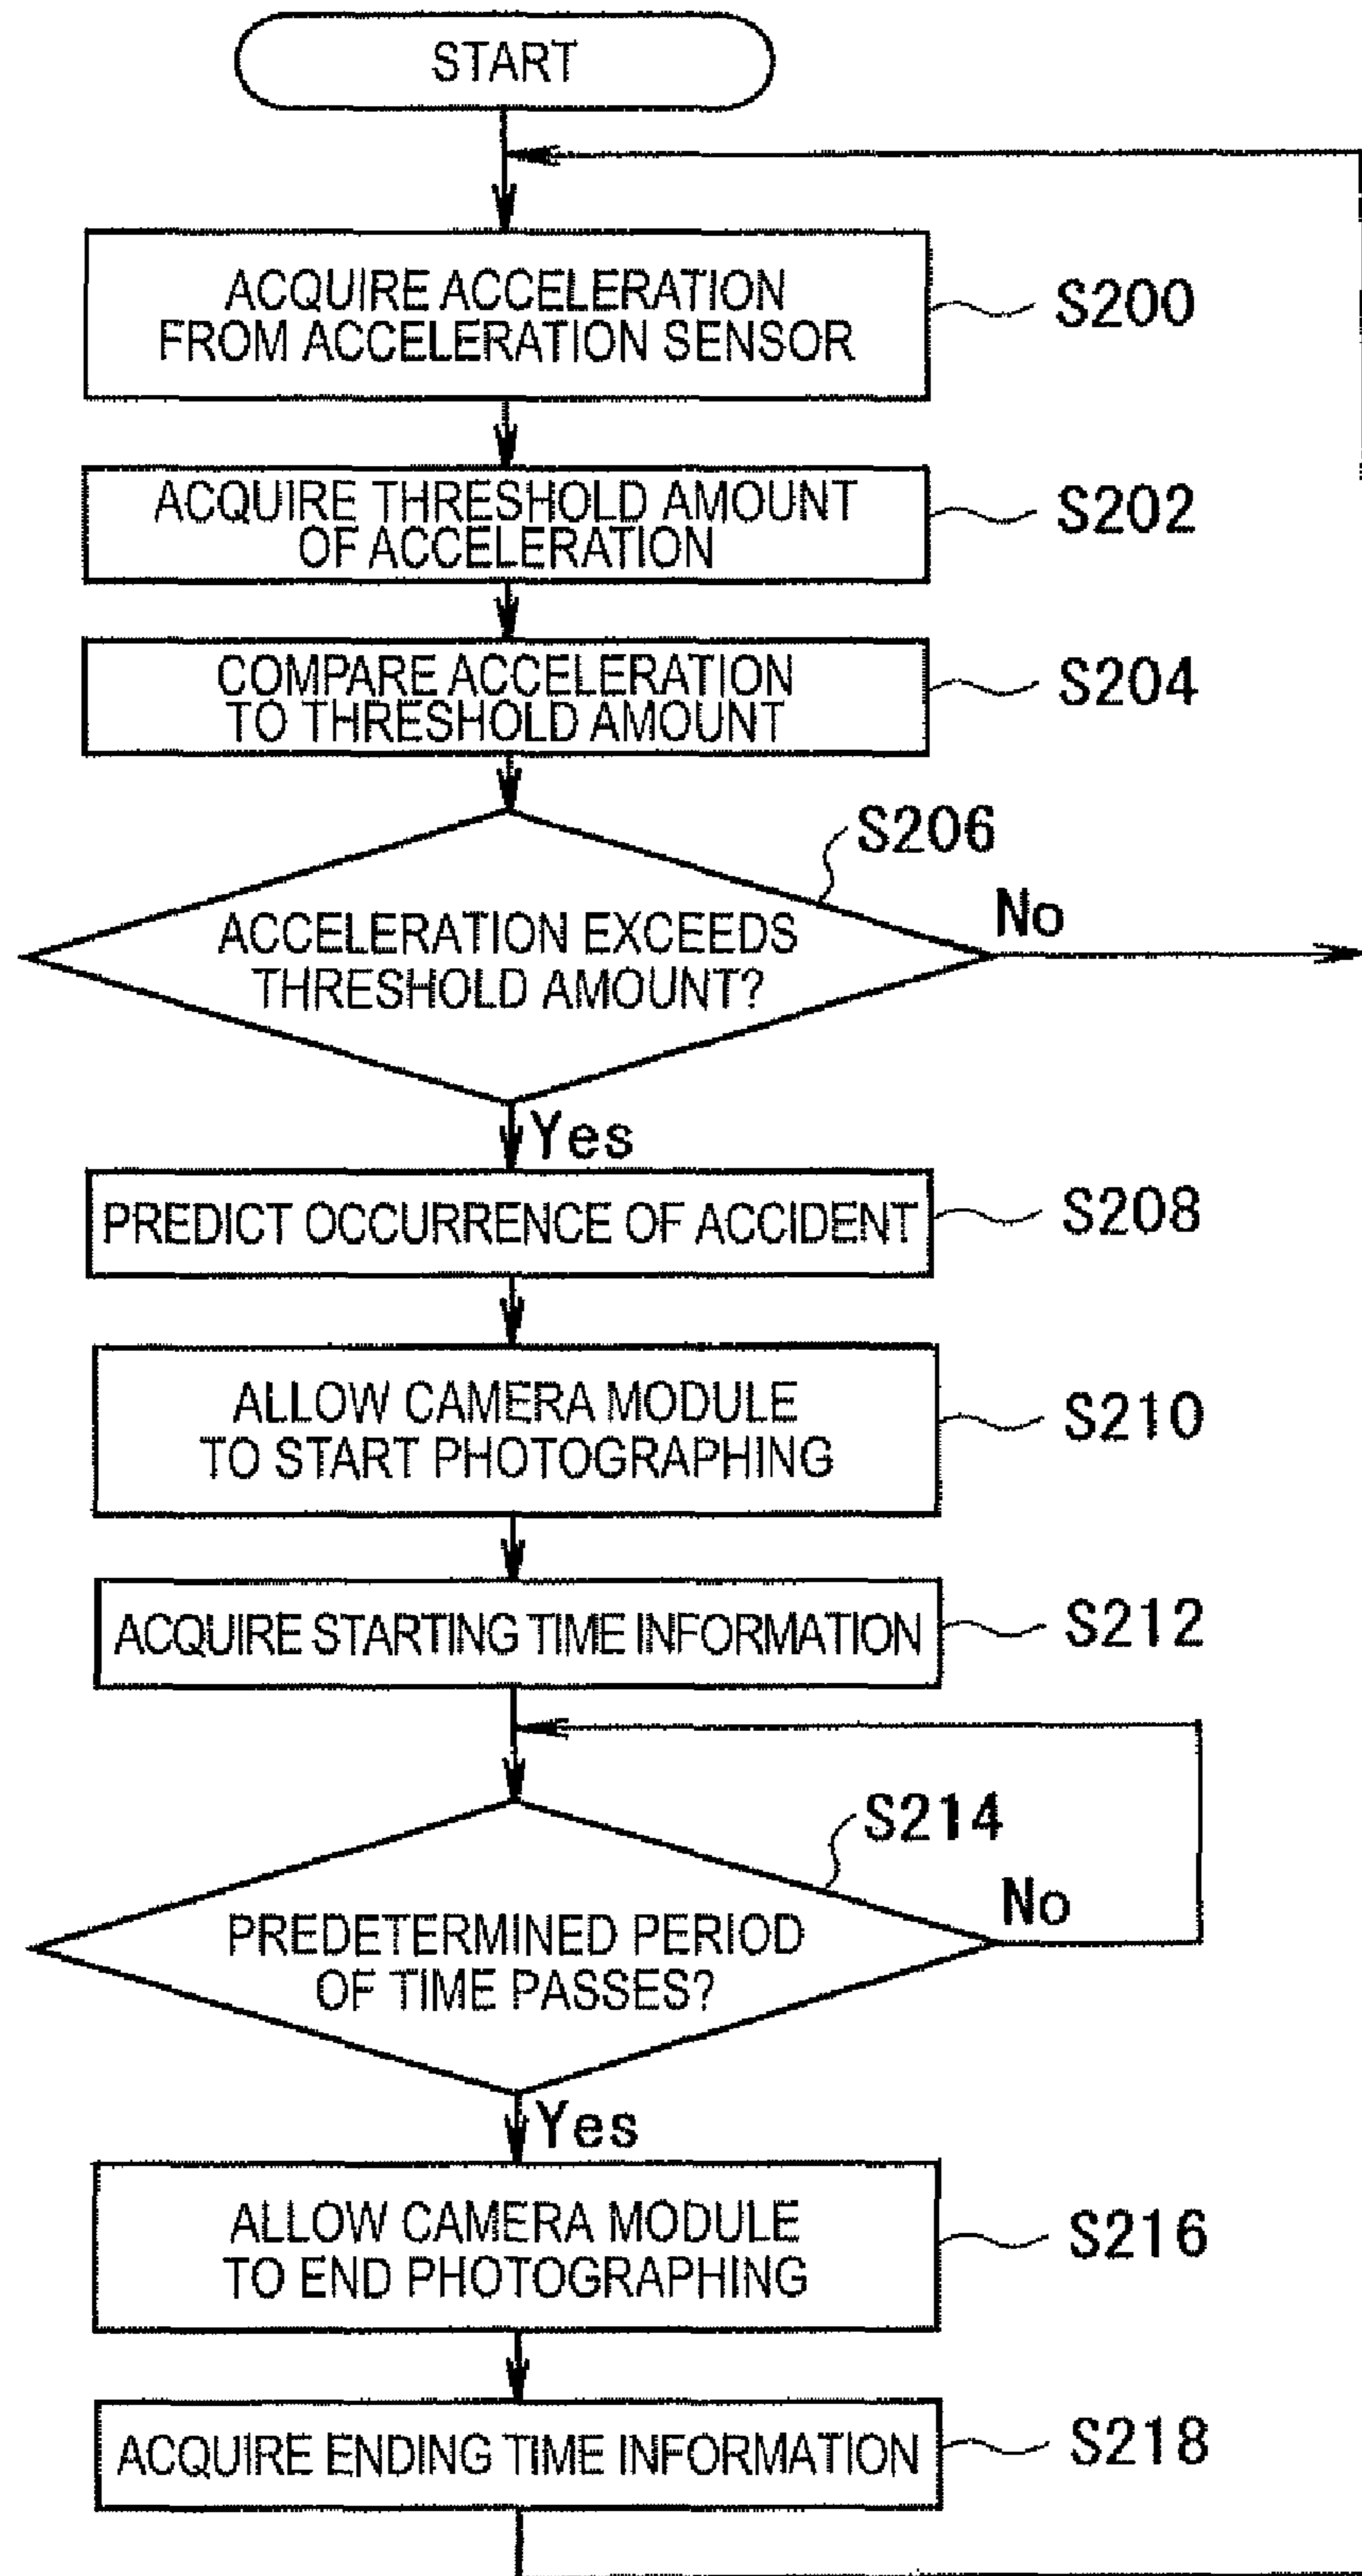 START
ACQUIRE ACCELERATION
FROM ACCELERATION SENSOR
S200
ACQUIRE THRESHOLD AMOUNT
OF ACCELERATION
S202
COMPARE ACCELERATION
TO THRESHOLD AMOUNT
S204
S206
ACCELERATION EXCEEDS
THRESHOLD AMOUNT?
No
Yes
PREDICT OCCURRENCE OF ACCIDENT
S208
ALLOW CAMERA MODULE
TO START PHOTOGRAPHING
S210
ACQUIRE STARTING TIME INFORMATION
S212
S214
PREDETERMINED PERIOD
OF TIME PASSES?
No
Yes
ALLOW CAMERA MODULE
TO END PHOTOGRAPHING
S216
ACQUIRE ENDING TIME INFORMATION
S218